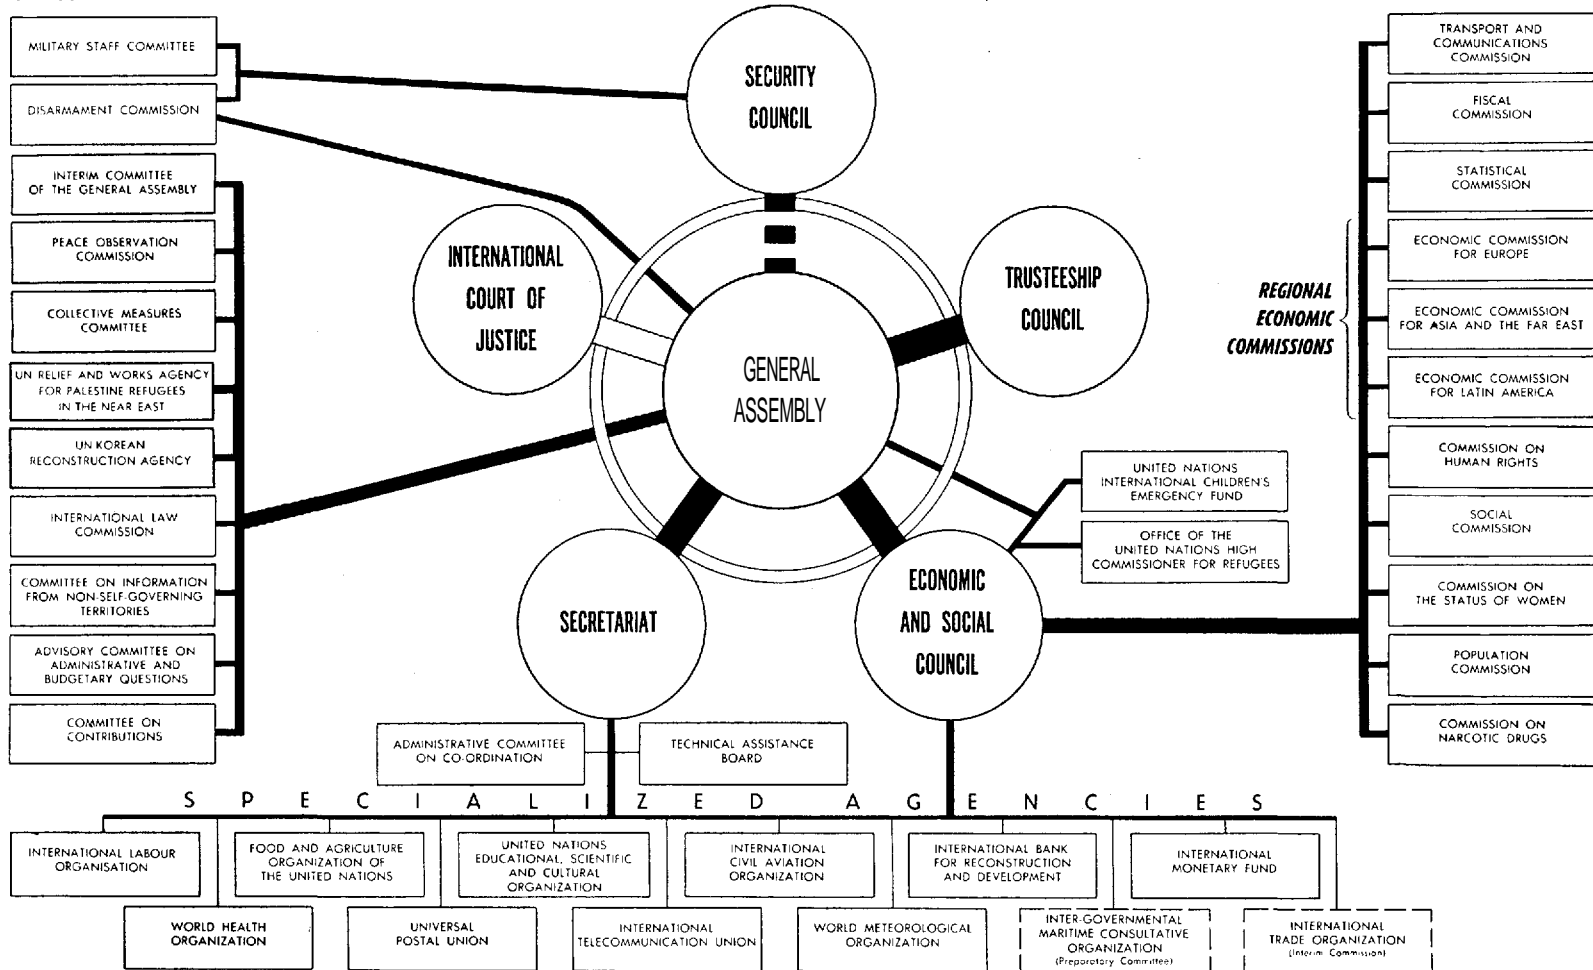 MILITARY STAFF COMMITTEE
DISARMAMENT COMMISSION
INTERIM COMMITTEE
OF THE GENERAL ASSEMBLY
PEACE OBSERVATION
COMMISSION
COLLECTIVE MEASURES
COMMITTEE
UN RELIEF AND WORKS AGENCY
FOR PALESTINE REFUGEES
IN THE NEAR EAST
UN KOREAN
RECONSTRUCTION AGENCY
INTERNATIONAL LAW
COMMISSION
COMMITTEE ON INFORMATION
FROM NON-SELF-GOVERNING
TERRITORIES
ADVISORY COMMITTEE ON
ADMINISTRATIVE AND
BUDGETARY QUESTIONS
COMMITTEE ON
CONTRIBUTIONS
SECURITY
COUNCIL
INTERNATIONAL
COURT OF
JUSTICE
TRUSTEESHIP
COUNCIL
GENERAL
ASSEMBLY
SECRETARIAT
ECONOMIC
AND SOCIAL
COUNCIL
UNITED NATIONS
INTERNATIONAL CHILDREN'S
EMERGENCY FUND
OFFICE OF THE
UNITED NATIONS HIGH
COMMISSIONER FOR REFUGEES
REGIONAL
ECONOMIC
COMMISSIONS
TRANSPORT AND
COMMUNICATIONS
COMMISSION
FISCAL
COMMISSION
STATISTICAL
COMMISSION
ECONOMIC COMMISSION
FOR EUROPE
ECONOMIC COMMISSION
FOR ASIA AND THE FAR EAST
ECONOMIC COMMISSION
FOR LATIN AMERICA
COMMISSION ON
HUMAN RIGHTS
SOCIAL
COMMISSION
COMMISSION ON
THE STATUS OF WOMEN
POPULATION
COMMISSION
COMMISSION ON
NARCOTIC DRUGS
ADMINISTRATIVE COMMITTEE
ON CO-ORDINATION
TECHNICAL ASSISTANCE
BOARD
SPECIALIZED AGENCIES
INTERNATIONAL LABOUR
ORGANISATION
FOOD AND AGRICULTURE
ORGANIZATION OF
THE UNITED NATIONS
UNITED NATIONS
EDUCATIONAL, SCIENTIFIC
AND CULTURAL
ORGANIZATION
INTERNATIONAL
CIVIL AVIATION
ORGANIZATION
INTERNATIONAL BANK
FOR RECONSTRUCTION
AND DEVELOPMENT
INTERNATIONAL
MONETARY FUND
WORLD HEALTH
ORGANIZATION
UNIVERSAL
POSTAL UNION
INTERNATIONAL
TELECOMMUNICATION UNION
WORLD METEOROLOGICAL
ORGANIZATION
INTER-GOVERNMENTAL
MARITIME CONSULTATIVE
ORGANIZATION
(Preparatory Committee)
INTERNATIONAL
TRADE ORGANIZATION
(Interim Commission)